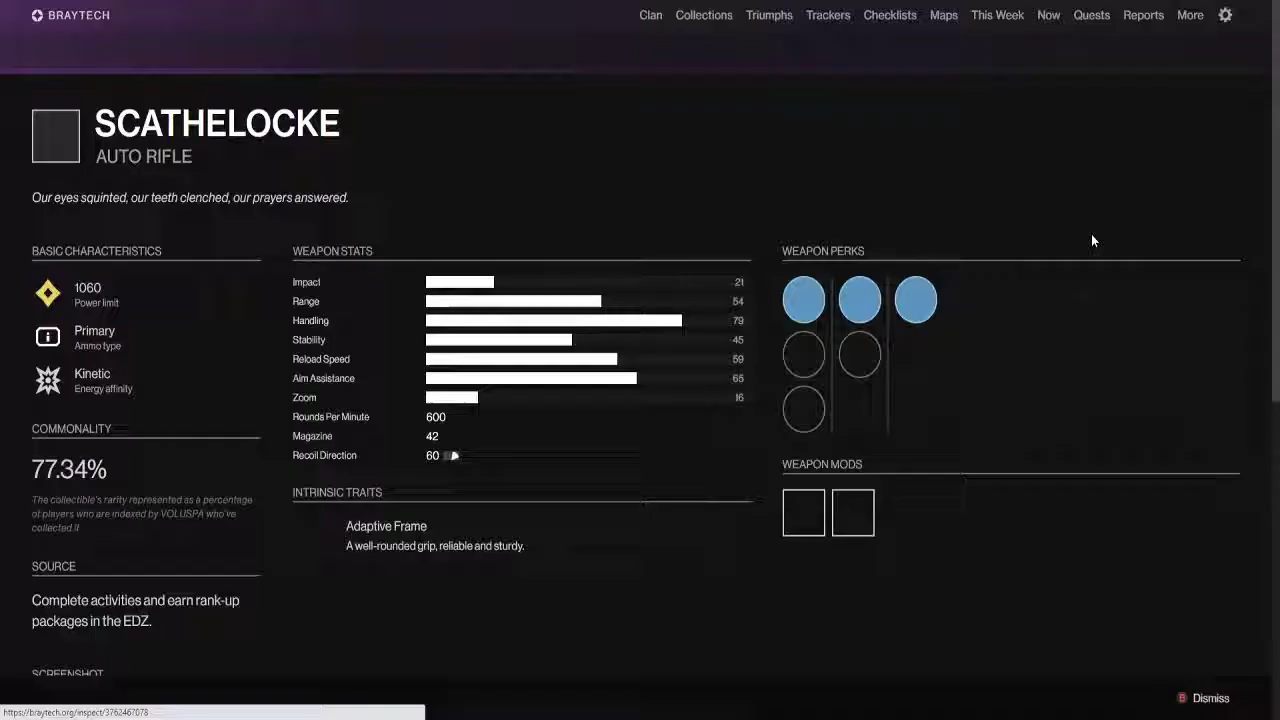 BRAYTECH
Clan Collections Triumphs Trackers Checklists Maps This Week Now Quests Reports More
SCATHELOCKE
AUTO RIFLE
Our eyes squinted, our teeth clenched, our prayers answered.
BASIC CHARACTERISTICS
1060
Power limit
Primary
Ammo type
Kinetic
Energy affinity
COMMONALITY
77.34%
The collectible's rarity represented as a percentage
of players who are indexed by VOLUSPA who've
collected it
SOURCE
Complete activities and earn rank-up
packages in the EDZ.
SCREENSHOT
WEAPON STATS
Impact 21
Range 54
Handling 79
Stability 45
Reload Speed 59
Aim Assistance 65
Zoom 16
Rounds Per Minute 600
Magazine 42
Recoil Direction 60
INTRINSIC TRAITS
Adaptive Frame
A well-rounded grip, reliable and sturdy.
WEAPON PERKS
WEAPON MODS
B Dismiss
https://braytech.org/inspect/3762467078